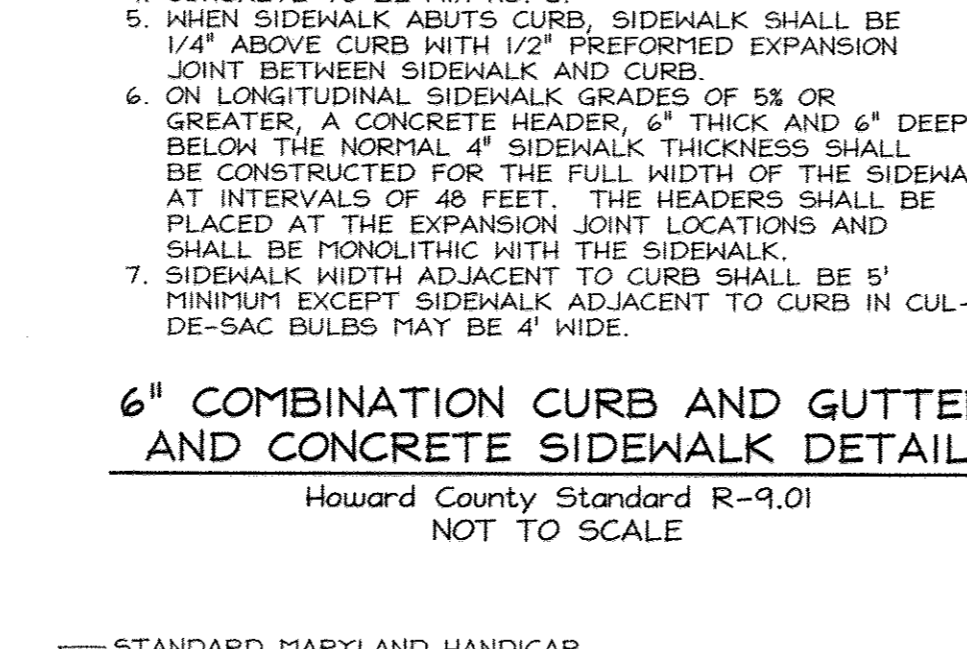 5. WHEN SIDEWALK ABUTS CURB, SIDEWALK SHALL BE
1/4" ABOVE CURB WITH 1/2" PREFORMED EXPANSION
JOINT BETWEEN SIDEWALK AND CURB.
6. ON LONGITUDINAL SIDEWALK GRADES OF 5% OR
GREATER, A CONCRETE HEADER, 6" THICK AND 6" DEEP
BELOW THE NORMAL 4" SIDEWALK THICKNESS SHALL
BE CONSTRUCTED FOR THE FULL WIDTH OF THE SIDEWA
AT INTERVALS OF 48 FEET. THE HEADERS SHALL BE
PLACED AT THE EXPANSION JOINT LOCATIONS AND
SHALL BE MONOLITHIC WITH THE SIDEWALK.
7. SIDEWALK WIDTH ADJACENT TO CURB SHALL BE 5'
MINIMUM EXCEPT SIDEWALK ADJACENT TO CURB IN CUL-
DE-SAC BULBS MAY BE 4' WIDE.
6" COMBINATION CURB AND GUTTE
AND CONCRETE SIDEWALK DETAIL
Howard County Standard R-9.01
NOT TO SCALE
STANDARD MARYLAND HANDICAP